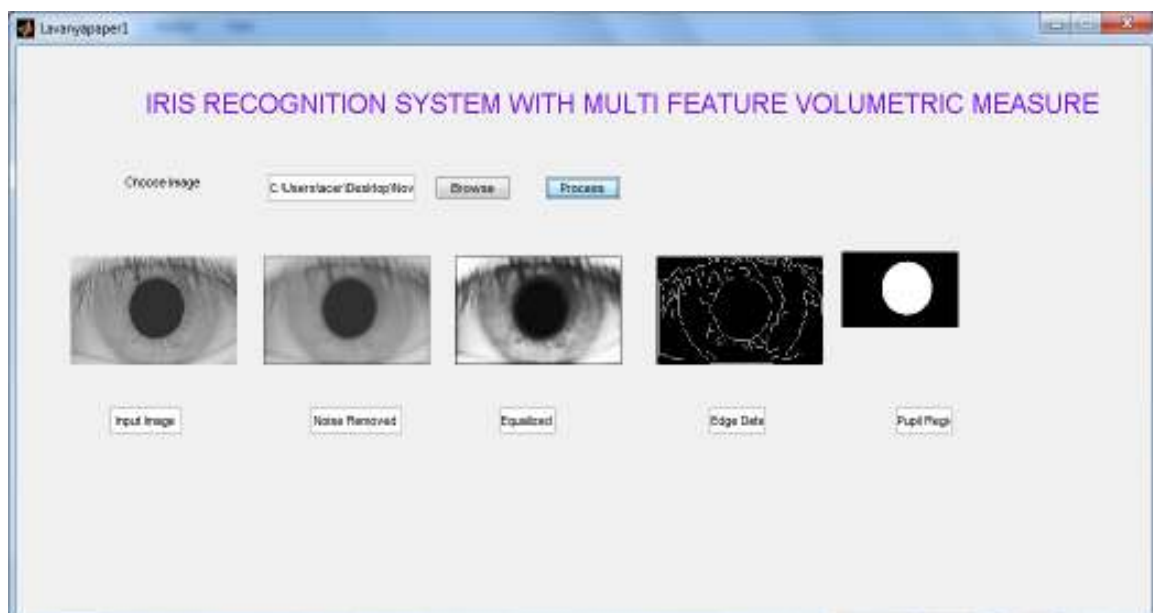 Lavanyapaper1
IRIS RECOGNITION SYSTEM WITH MULTI FEATURE VOLUMETRIC MEASURE
Choose Image
C:\Users\acer\Desktop\Nov
Browse
Process
Input Image
Noise Removed
Equalized
Edge Dete
Pupil Regi